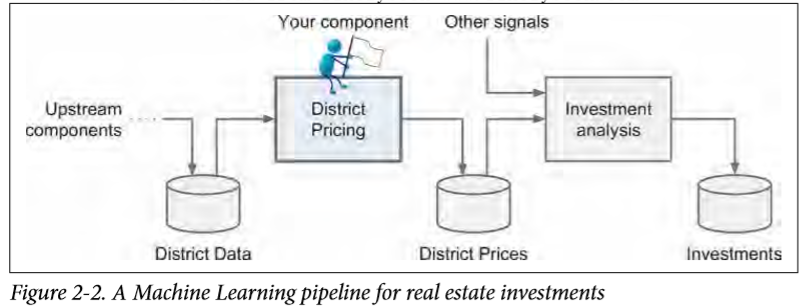 Your component
Other signals
Upstream
components
District
Pricing
Investment
analysis
District Data
District Prices
Investments
Figure 2-2. A Machine Learning pipeline for real estate investments